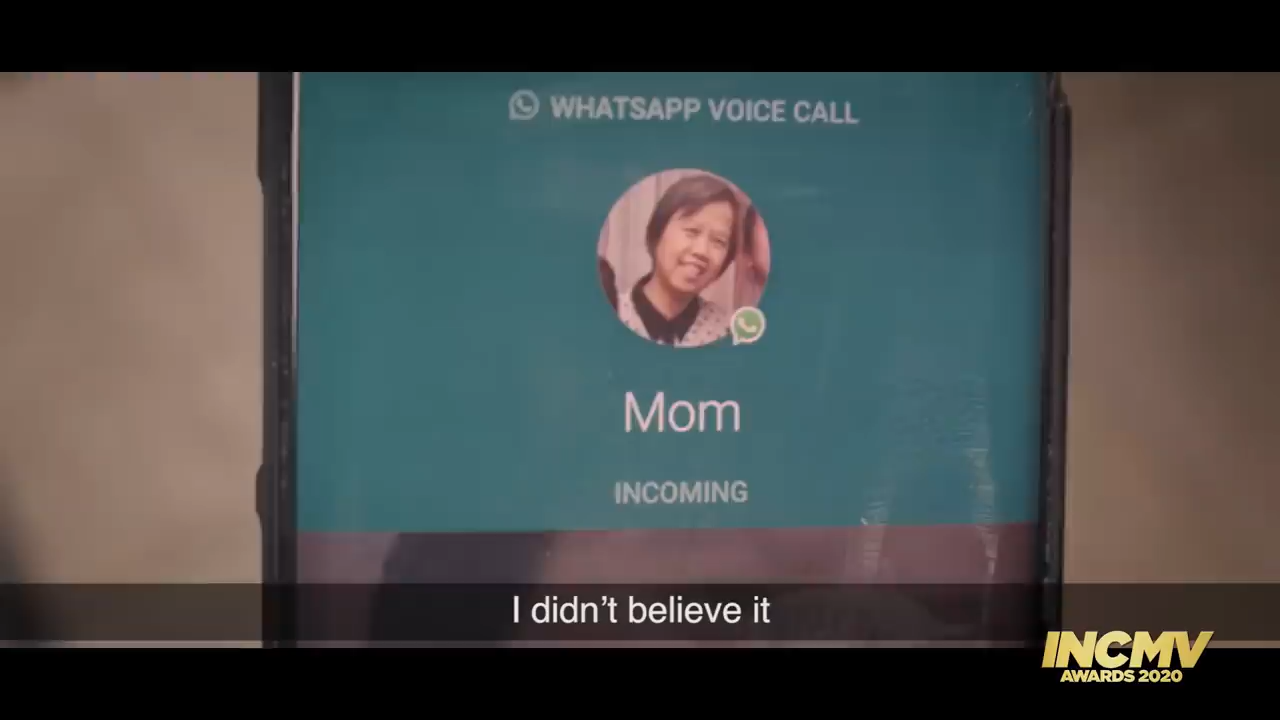 WHATSAPP VOICE CALL
Mom
INCOMING
I didn't believe it
INCMV
AWARDS 2020